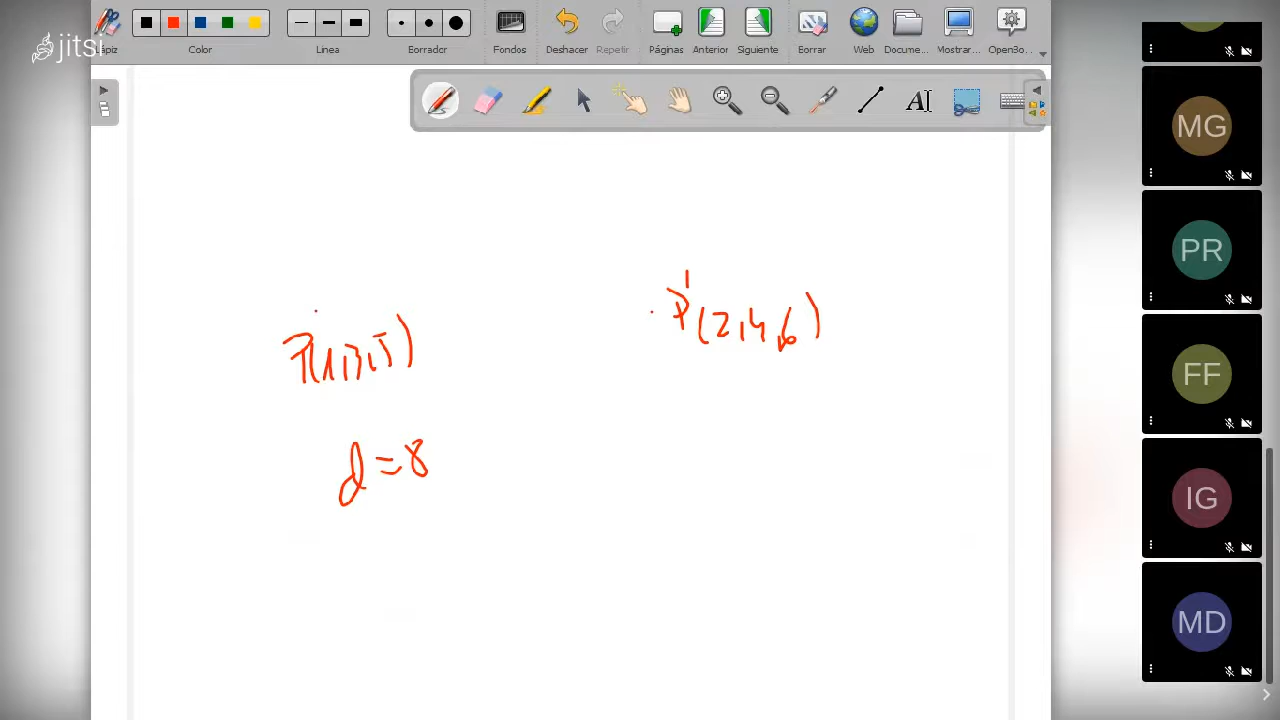 jitsi
Lápiz Color Línea Borrador Fondos Deshacer Repetir Páginas Anterior Siguiente Borrar Web Docume... Mostrar... OpenBo...
MG
P'(2,4,6)
P(1,3,5)
PR
FF
d=8
IG
MD